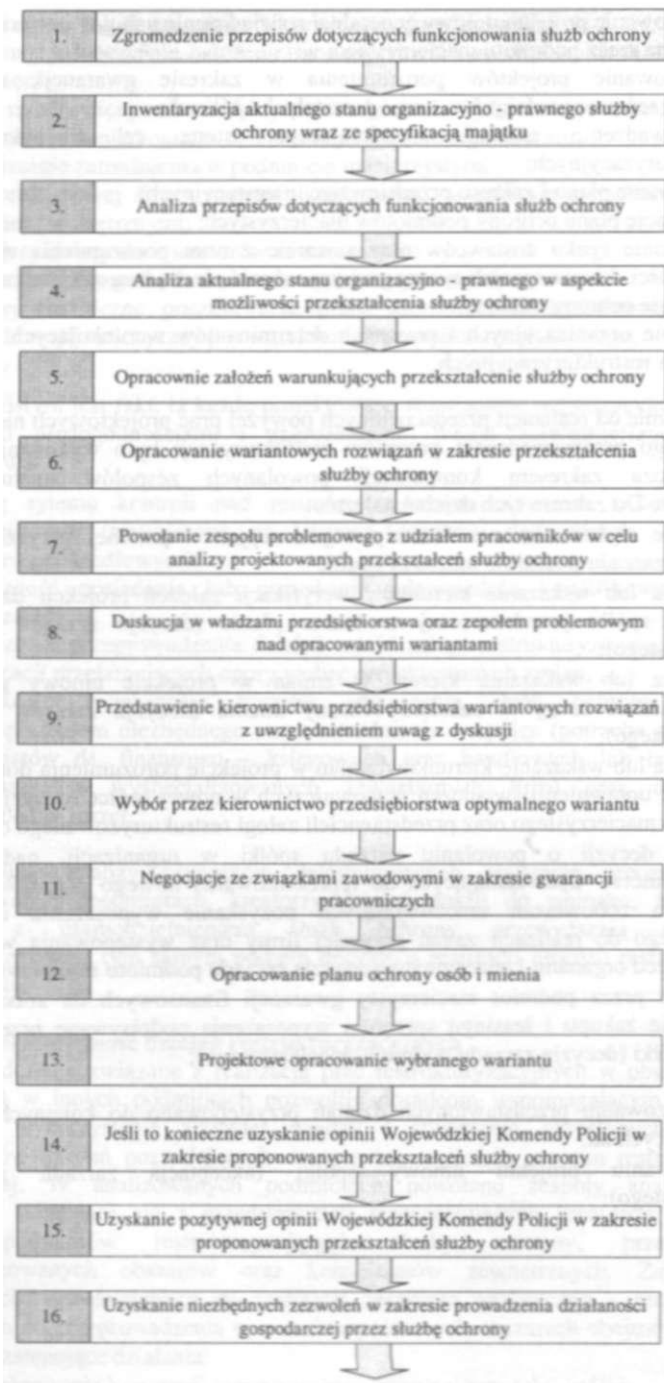 1. Zgromedzenie przepisów dotyczących funkcjonowania służb ochrony
2. Inwentaryzacja aktualnego stanu organizacyjno - prawnego służby
ochrony wraz ze specyfikacją majątku
3. Analiza przepisów dotyczących funkcjonowania służb ochrony
4. Analiza aktualnego stanu organizacyjno - prawnego w aspekcie
możliwości przekształcenia służby ochrony
5. Opracownie założeń warunkujących przekształcenie służby ochrony
6. Opracowanie wariantowych rozwiązań w zakresie przekształcenia
służby ochrony
7. Powołanie zespołu problemowego z udziałem pracowników w celu
analizy projektowanych przekształceń służby ochrony
8. Duskucja w władzami przedsiębiorstwa oraz zepołem problemowym
nad opracowanymi wariantami
9. Przedstawienie kierownictwu przedsiębiorstwa wariantowych rozwiązań
z uwzględnieniem uwag z dyskusji
10. Wybór przez kierownictwo przedsiębiorstwa optymalnego wariantu
11. Negocjacje ze związkami zawodowymi w zakresie gwarancji
pracowniczych
12. Opracowanie planu ochrony osób i mienia
13. Projektowe opracowanie wybranego wariantu
14. Jeśli to konieczne uzyskanie opinii Wojewódzkiej Komendy Policji w
zakresie proponowanych przekształceń służby ochrony
15. Uzyskanie pozytywnej opinii Wojewódzkiej Komendy Policji w zakresie
proponowanych przekształceń służby ochrony
16. Uzyskanie niezbędnych zezwoleń w zakresie prowadzenia działaności
gospodarczej przez służbę ochrony